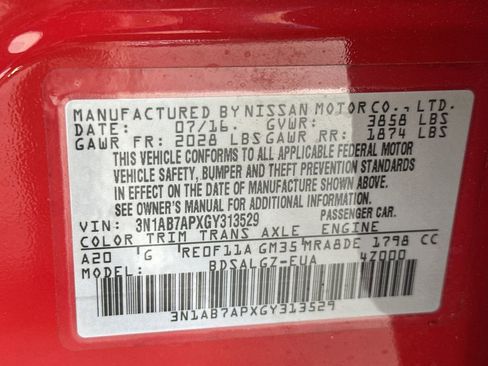 MANUFACTURED BY NISSAN MOTOR CO., LTD.
DATE: 07/16. GVWR: 3858 LBS
GAWR FR: 2028 LBS GAWR RR: 1874 LBS
THIS VEHICLE CONFORMS TO ALL APPLICABLE FEDERAL MOTOR
VEHICLE SAFETY, BUMPER AND THEFT PREVENTION STANDARDS
IN EFFECT ON THE DATE OF MANUFACTURE SHOWN ABOVE.
SEE OWNER'S MANUAL FOR ADDITIONAL INFORMATION.
VIN: 3N1AB7APXGY313529 PASSENGER CAR.
COLOR TRIM TRANS AXLE ENGINE
A20 G RE0F11A GM35 MRA8DE 1798 CC
MODEL: BDSALGZ-EUA 4Z000
3N1AB7APXGY313529